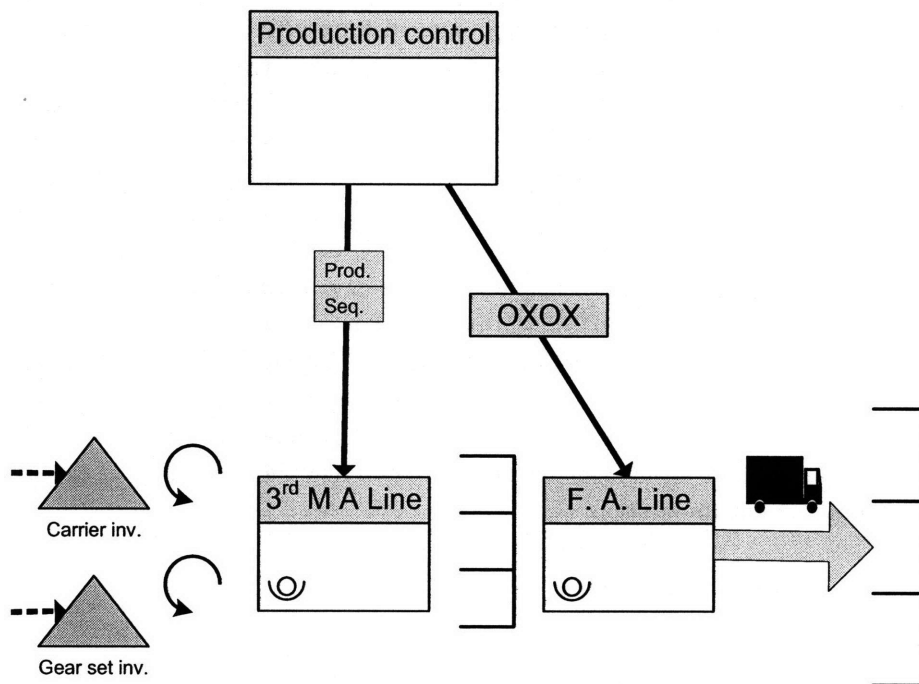 Production control
Prod.
Seq.
OXOX
3rd M A Line
F. A. Line
Carrier inv.
Gear set inv.